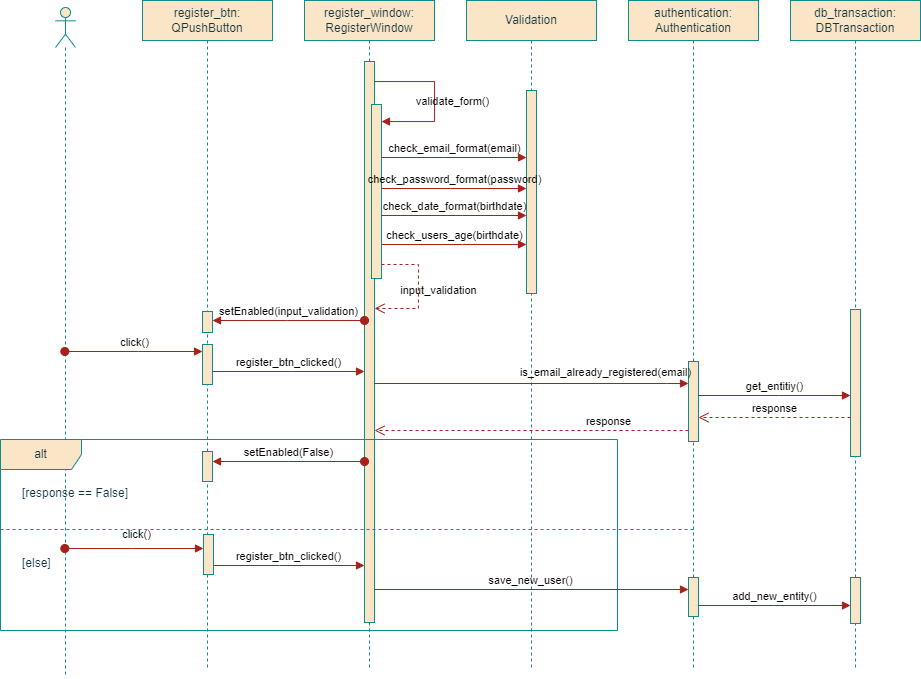 register_btn:
QPushButton
register_window:
RegisterWindow
Validation
authentication:
Authentication
db_transaction:
DBTransaction
validate_form()
check_email_format(email)
check_password_format(password)
check_date_format(birthdate)
check_users_age(birthdate)
input_validation
setEnabled(input_validation)
click()
register_btn_clicked()
is_email_already_registered(email)
get_entitiy()
response
response
alt
setEnabled(False)
[response == False]
click()
[else]
register_btn_clicked()
save_new_user()
add_new_entity()